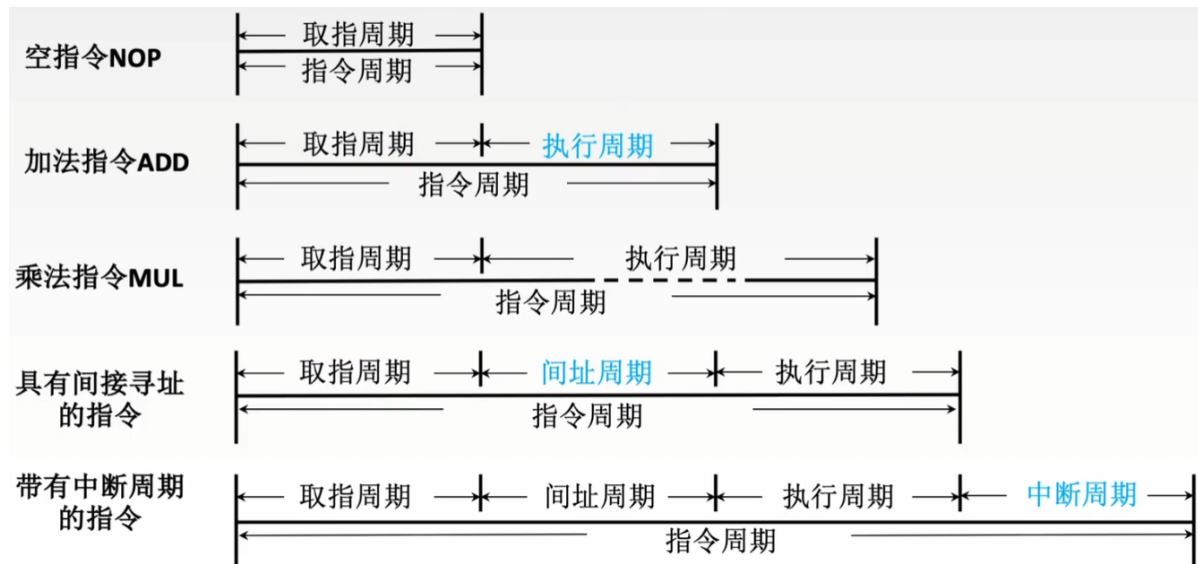 取指周期
空指令NOP
指令周期
取指周期 执行周期
加法指令ADD
指令周期
取指周期 执行周期
乘法指令MUL
指令周期
具有间接寻址
的指令
取指周期 间址周期 执行周期
指令周期
带有中断周期
的指令
取指周期 间址周期 执行周期 中断周期
指令周期